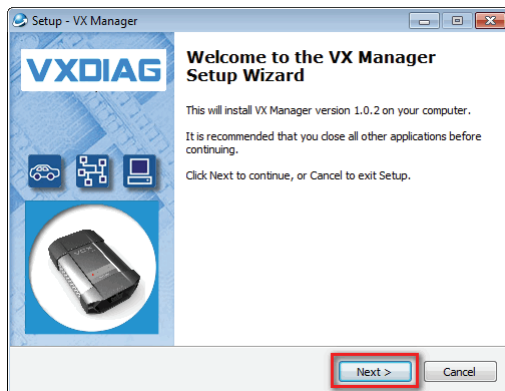 Setup - VX Manager
VXDIAG
Welcome to the VX Manager
Setup Wizard
This will install VX Manager version 1.0.2 on your computer.
It is recommended that you close all other applications before
continuing.
Click Next to continue, or Cancel to exit Setup.
Next >
Cancel